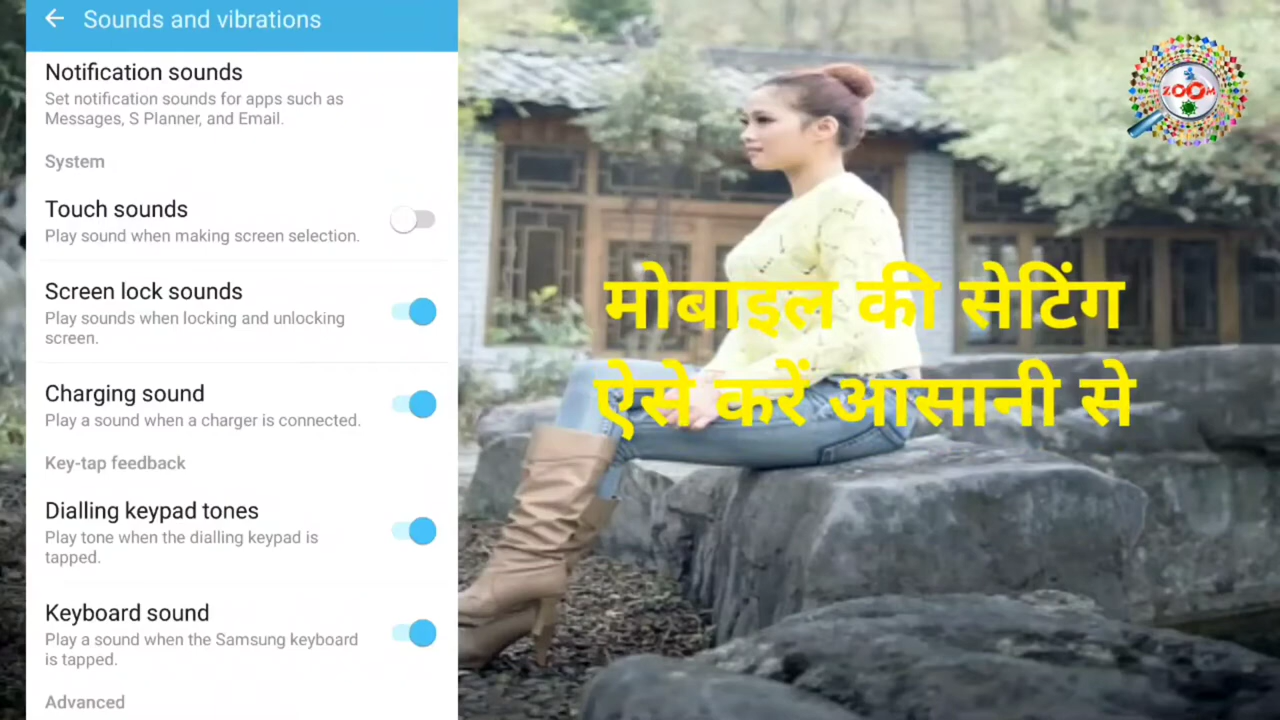 Sounds and vibrations
Notification sounds
Set notification sounds for apps such as
Messages, S Planner, and Email.
System
Touch sounds
Play sound when making screen selection.
Screen lock sounds
Play sounds when locking and unlocking
screen.
Charging sound
Play a sound when a charger is connected.
Key-tap feedback
Dialling keypad tones
Play tone when the dialling keypad is
tapped.
Keyboard sound
Play a sound when the Samsung keyboard
is tapped.
Advanced
ZOOM
मोबाइल की सेटिंग
ऐसे करें आसानी से